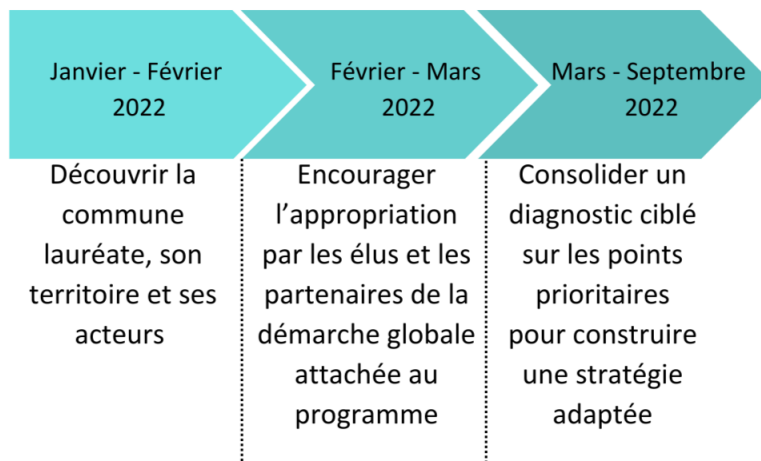 Janvier - Février
2022
Février - Mars
2022
Mars - Septembre
2022
Découvrir la
commune
lauréate, son
territoire et ses
acteurs
Encourager
l’appropriation
par les élus et les
partenaires de la
démarche globale
attachée au
programme
Consolider un
diagnostic ciblé
sur les points
prioritaires
pour construire
une stratégie
adaptée